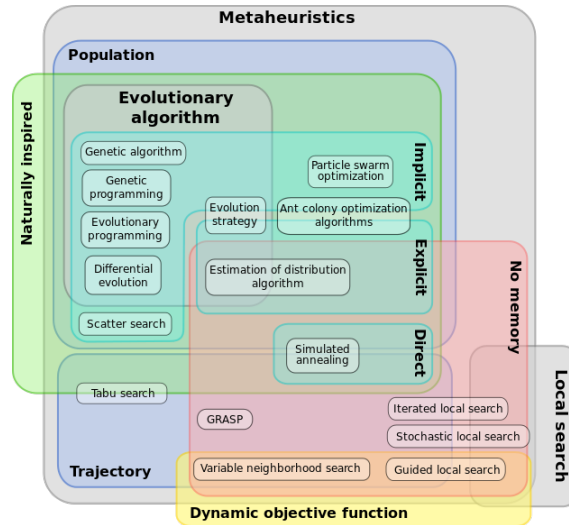 Metaheuristics
Population
Naturally inspired
Evolutionary
algorithm
Implicit
Genetic algorithm
Particle swarm
optimization
Genetic
programming
Evolution
strategy
Ant colony optimization
algorithms
Evolutionary
programming
Explicit
Differential
evolution
Estimation of distribution
algorithm
No memory
Scatter search
Direct
Simulated
annealing
Local search
Tabu search
GRASP
Iterated local search
Stochastic local search
Trajectory
Variable neighborhood search
Guided local search
Dynamic objective function